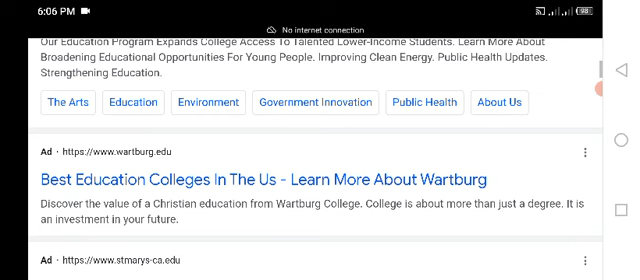 6:06 PM 98
No internet connection
Our Education Program Expands College Access To Talented Lower-Income Students. Learn More About
Broadening Educational Opportunities For Young People. Improving Clean Energy. Public Health Updates.
Strengthening Education.
The Arts Education Environment Government Innovation Public Health About Us
Ad · https://www.wartburg.edu
Best Education Colleges In The Us - Learn More About Wartburg
Discover the value of a Christian education from Wartburg College. College is about more than just a degree. It is
an investment in your future.
Ad · https://www.stmarys-ca.edu